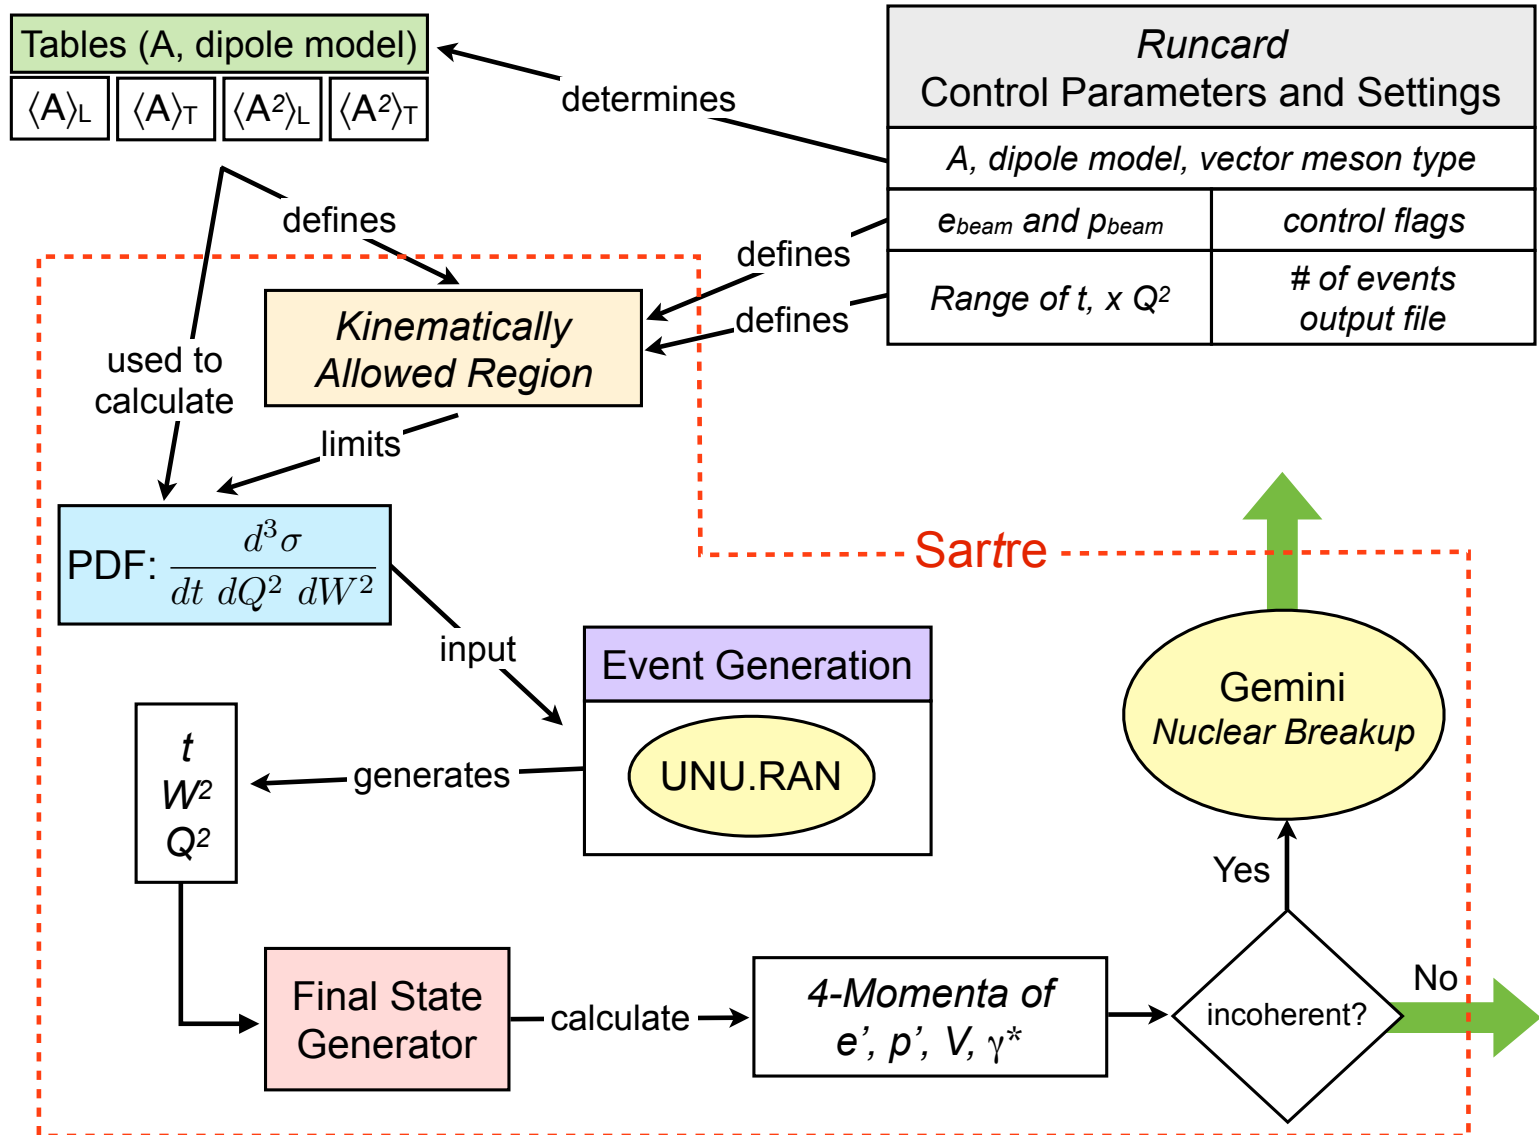 Tables (A, dipole model)
⟨A⟩L ⟨A⟩T ⟨A²⟩L ⟨A²⟩T
Runcard
Control Parameters and Settings
A, dipole model, vector meson type
e_beam and p_beam
control flags
Range of t, x Q²
# of events
output file
determines
defines
defines
defines
Kinematically
Allowed Region
used to
calculate
limits
PDF: d³σ / dt dQ² dW²
Sartre
input
Event Generation
UNU.RAN
generates
t
W²
Q²
Gemini
Nuclear Breakup
Yes
Final State
Generator
calculate
4-Momenta of
e’, p’, V, γ*
incoherent?
No